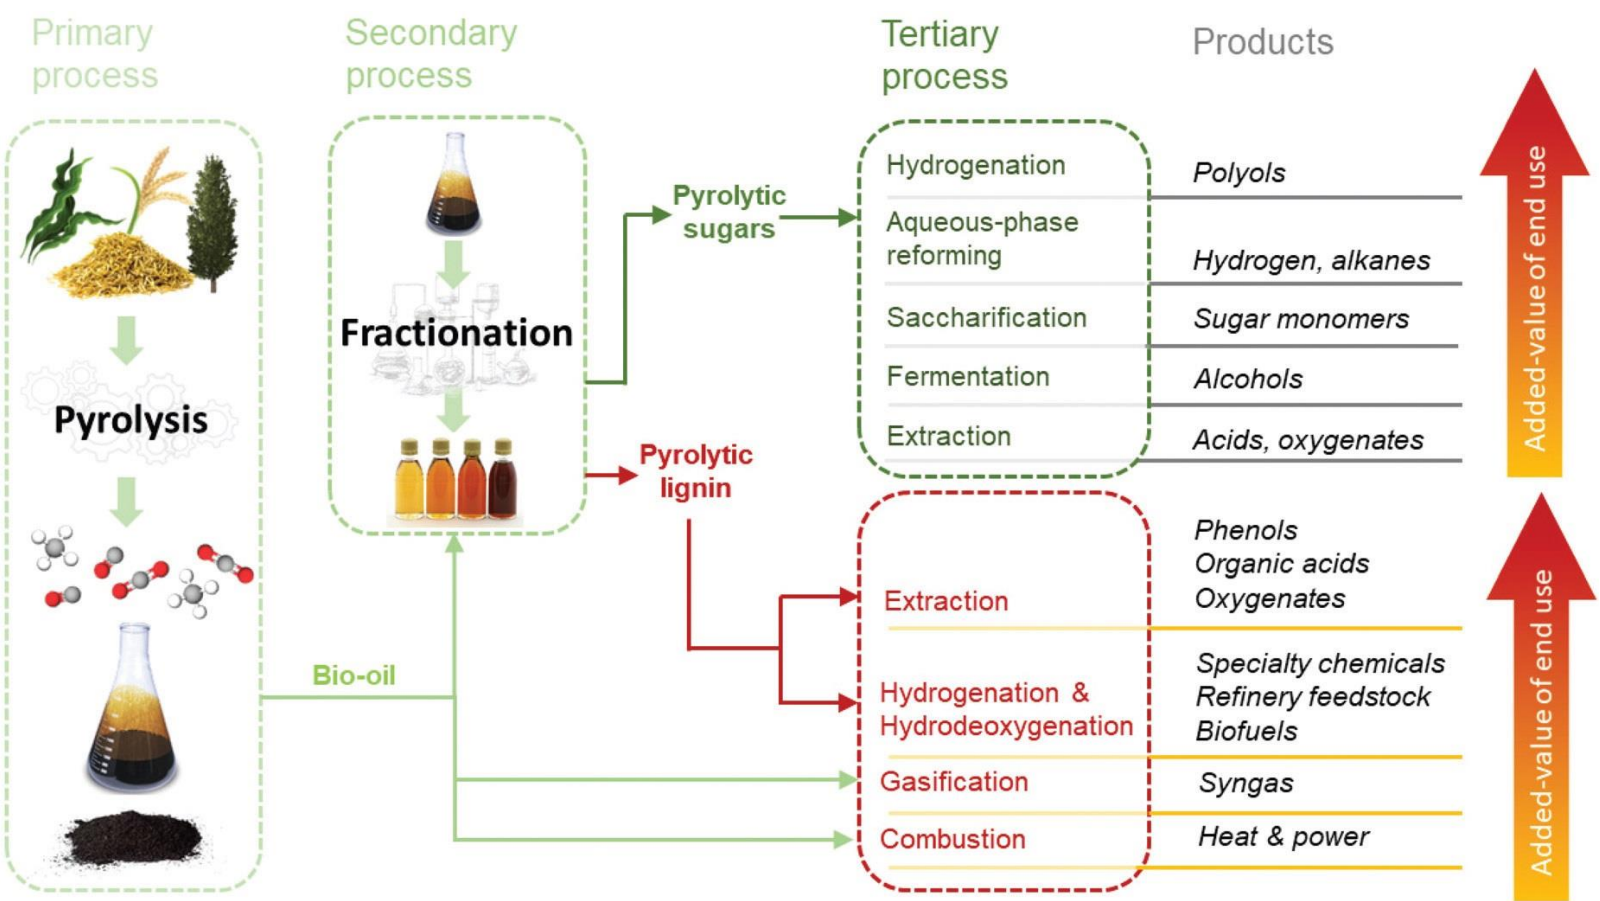 Primary
process
Secondary
process
Tertiary
process
Products
Pyrolysis
Bio-oil
Fractionation
Pyrolytic
sugars
Pyrolytic
lignin
Hydrogenation
Polyols
Aqueous-phase
reforming
Hydrogen, alkanes
Saccharification
Sugar monomers
Fermentation
Alcohols
Extraction
Acids, oxygenates
Added-value of end use
Extraction
Phenols
Organic acids
Oxygenates
Hydrogenation &
Hydrodeoxygenation
Specialty chemicals
Refinery feedstock
Biofuels
Gasification
Syngas
Combustion
Heat & power
Added-value of end use